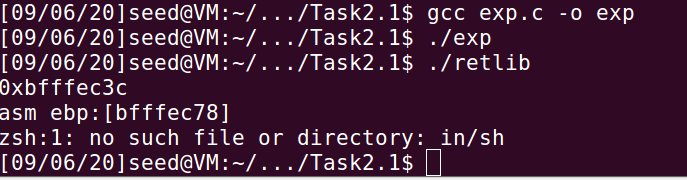 [09/06/20]seed@VM:~/.../Task2.1$ gcc exp.c -o exp
[09/06/20]seed@VM:~/.../Task2.1$ ./exp
[09/06/20]seed@VM:~/.../Task2.1$ ./retlib
0xbfffec3c
asm ebp:[bfffec78]
zsh:1: no such file or directory: in/sh
[09/06/20]seed@VM:~/.../Task2.1$